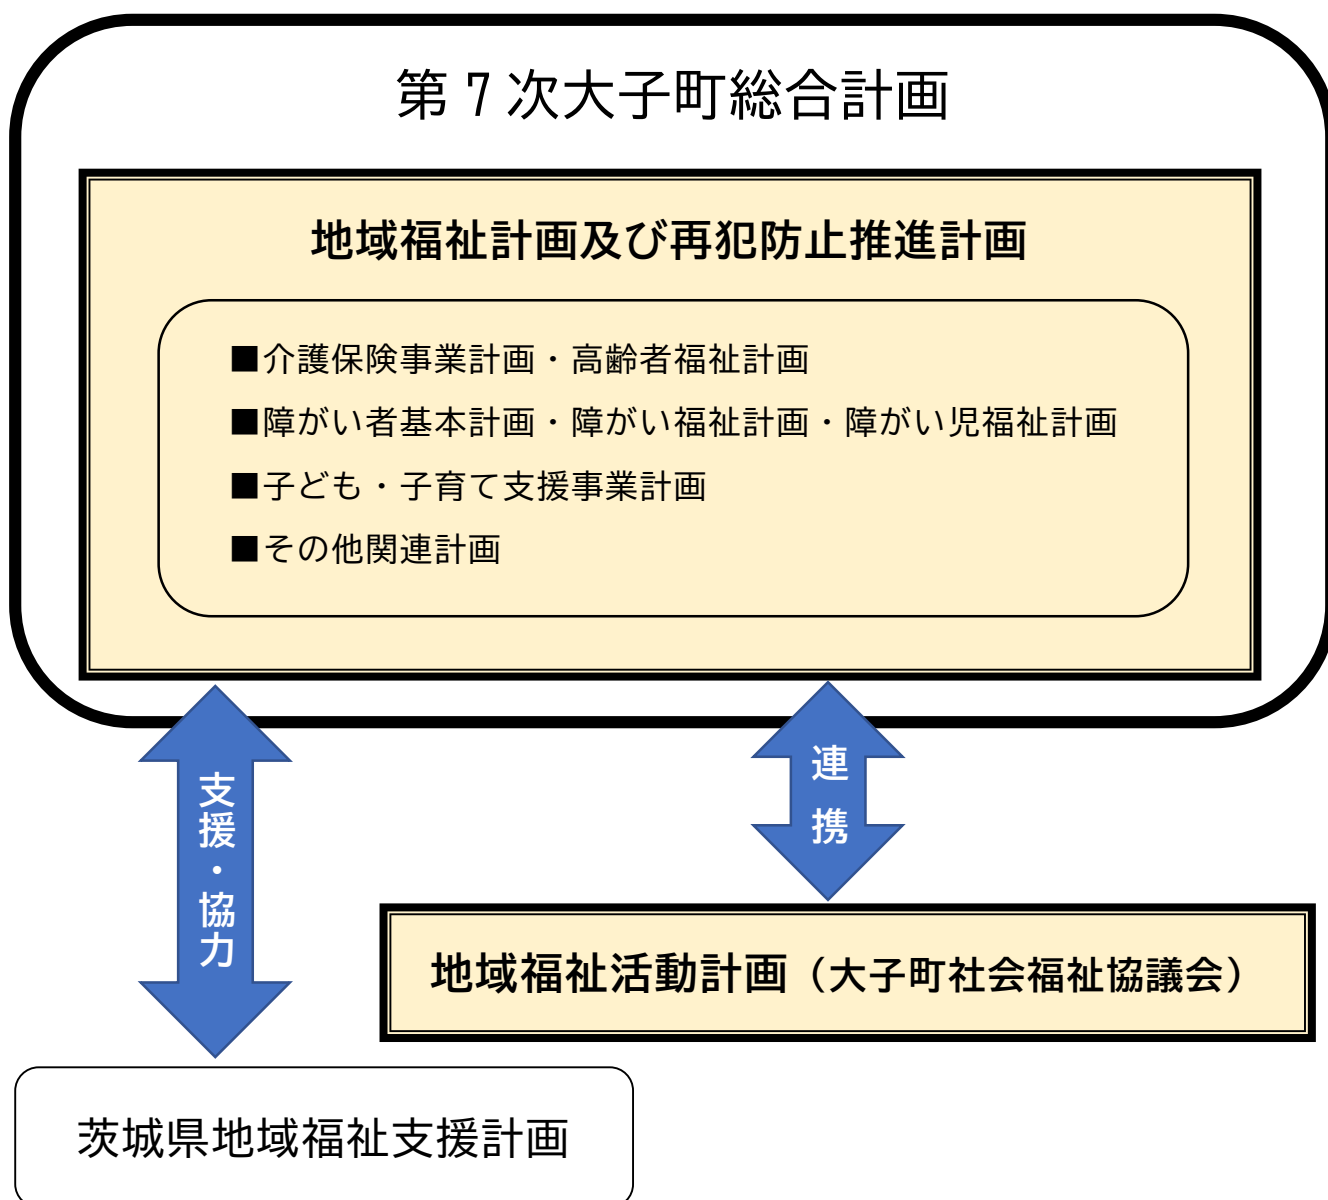 第7次大子町総合計画
地域福祉計画及び再犯防止推進計画
■介護保険事業計画・高齢者福祉計画
■障がい者基本計画・障がい福祉計画・障がい児福祉計画
■子ども・子育て支援事業計画
■その他関連計画
支援・協力
連携
地域福祉活動計画（大子町社会福祉協議会）
茨城県地域福祉支援計画